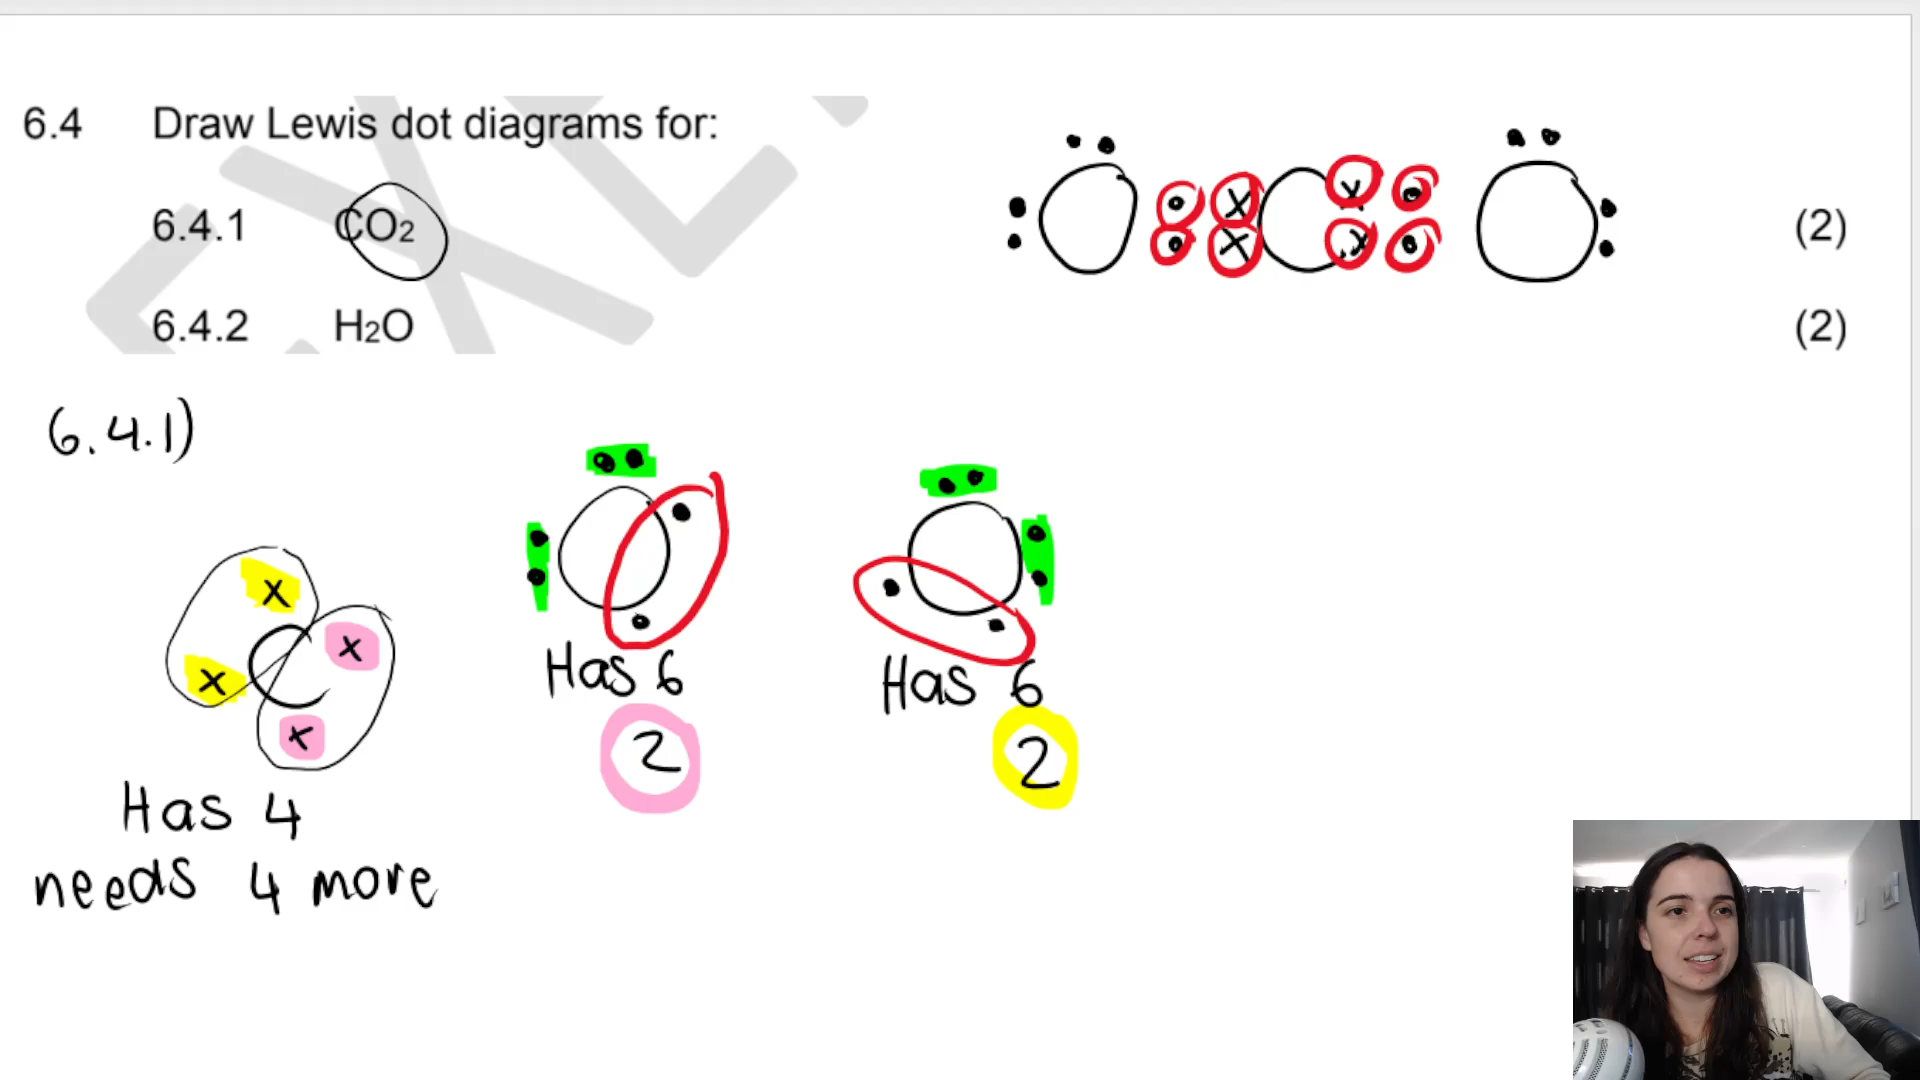 6.4 Draw Lewis dot diagrams for:
6.4.1 CO2 (2)
6.4.2 H2O (2)
6.4.1)
Has 4
needs 4 more
Has 6
2
Has 6
2